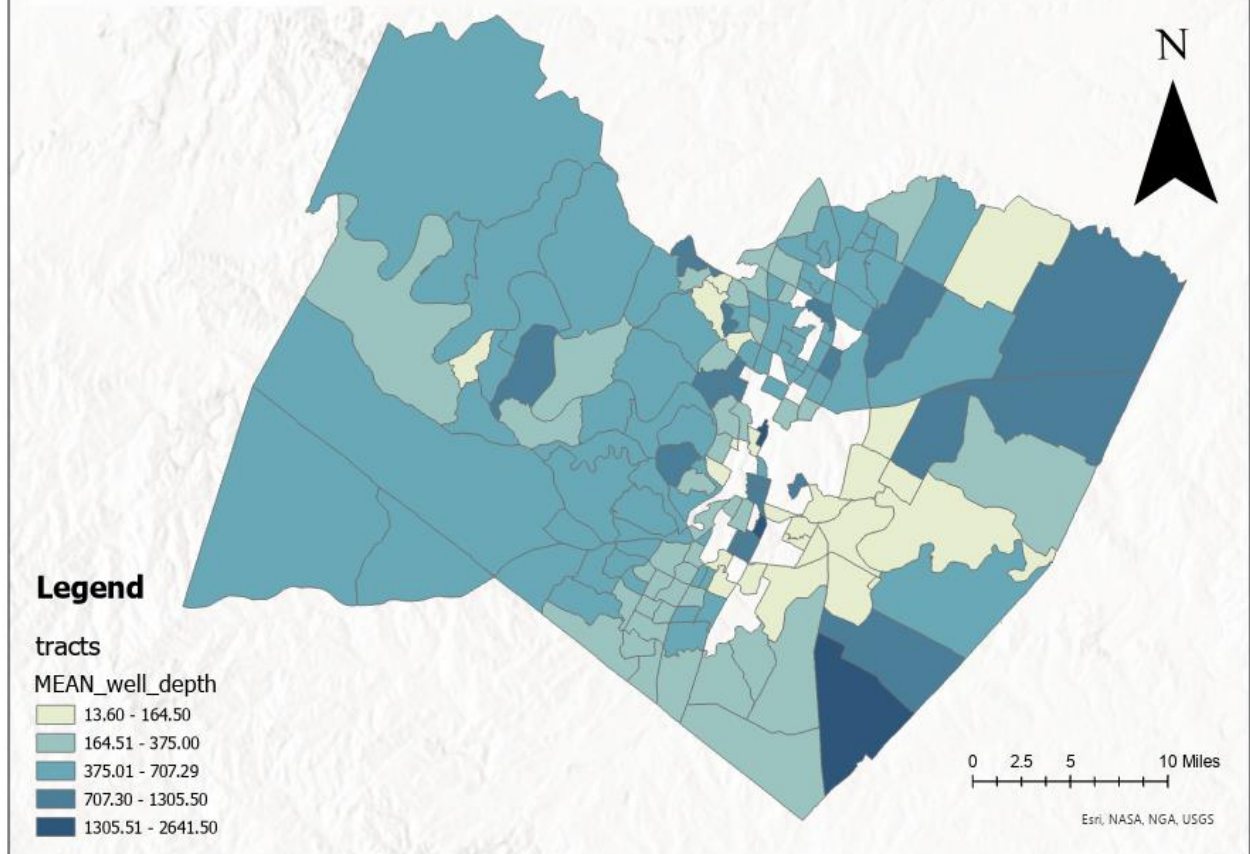 N
Legend
tracts
MEAN_well_depth
13.60 - 164.50
164.51 - 375.00
375.01 - 707.29
707.30 - 1305.50
1305.51 - 2641.50
0 2.5 5 10 Miles
Esri, NASA, NGA, USGS